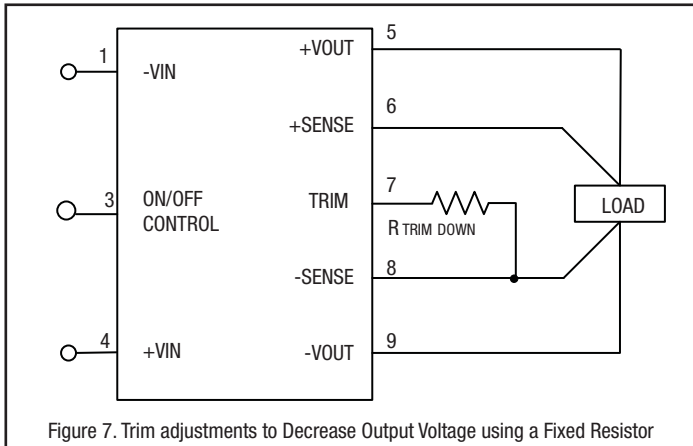 1
-VIN
3
ON/OFF
CONTROL
4
+VIN
+VOUT
5
+SENSE
6
TRIM
7
R TRIM DOWN
-SENSE
8
-VOUT
9
LOAD
Figure 7. Trim adjustments to Decrease Output Voltage using a Fixed Resistor